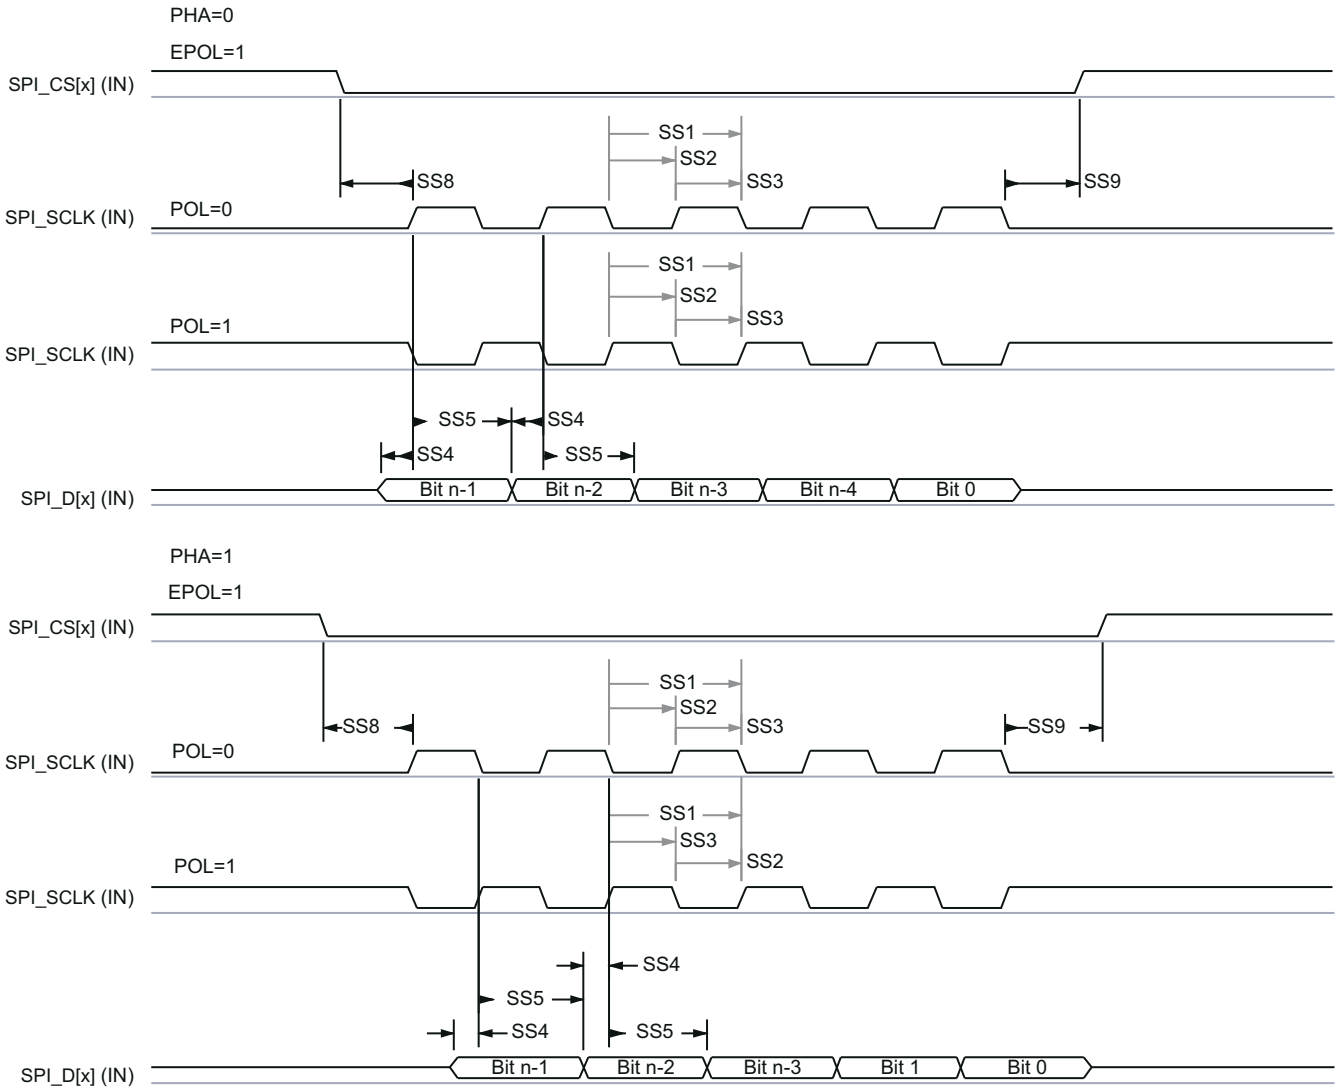 PHA=0
EPOL=1
SPI_CS[x] (IN)
SS1
SS2
SS8 SS3 SS9
POL=0
SPI_SCLK (IN)
SS1
SS2
SS3
POL=1
SPI_SCLK (IN)
SS5 SS4
SS4 SS5
SPI_D[x] (IN) Bit n-1 Bit n-2 Bit n-3 Bit n-4 Bit 0
PHA=1
EPOL=1
SPI_CS[x] (IN)
SS1
SS2
SS8 SS3 SS9
POL=0
SPI_SCLK (IN)
SS1
SS3
SS2
POL=1
SPI_SCLK (IN)
SS4
SS5
SS4 SS5
SPI_D[x] (IN) Bit n-1 Bit n-2 Bit n-3 Bit 1 Bit 0